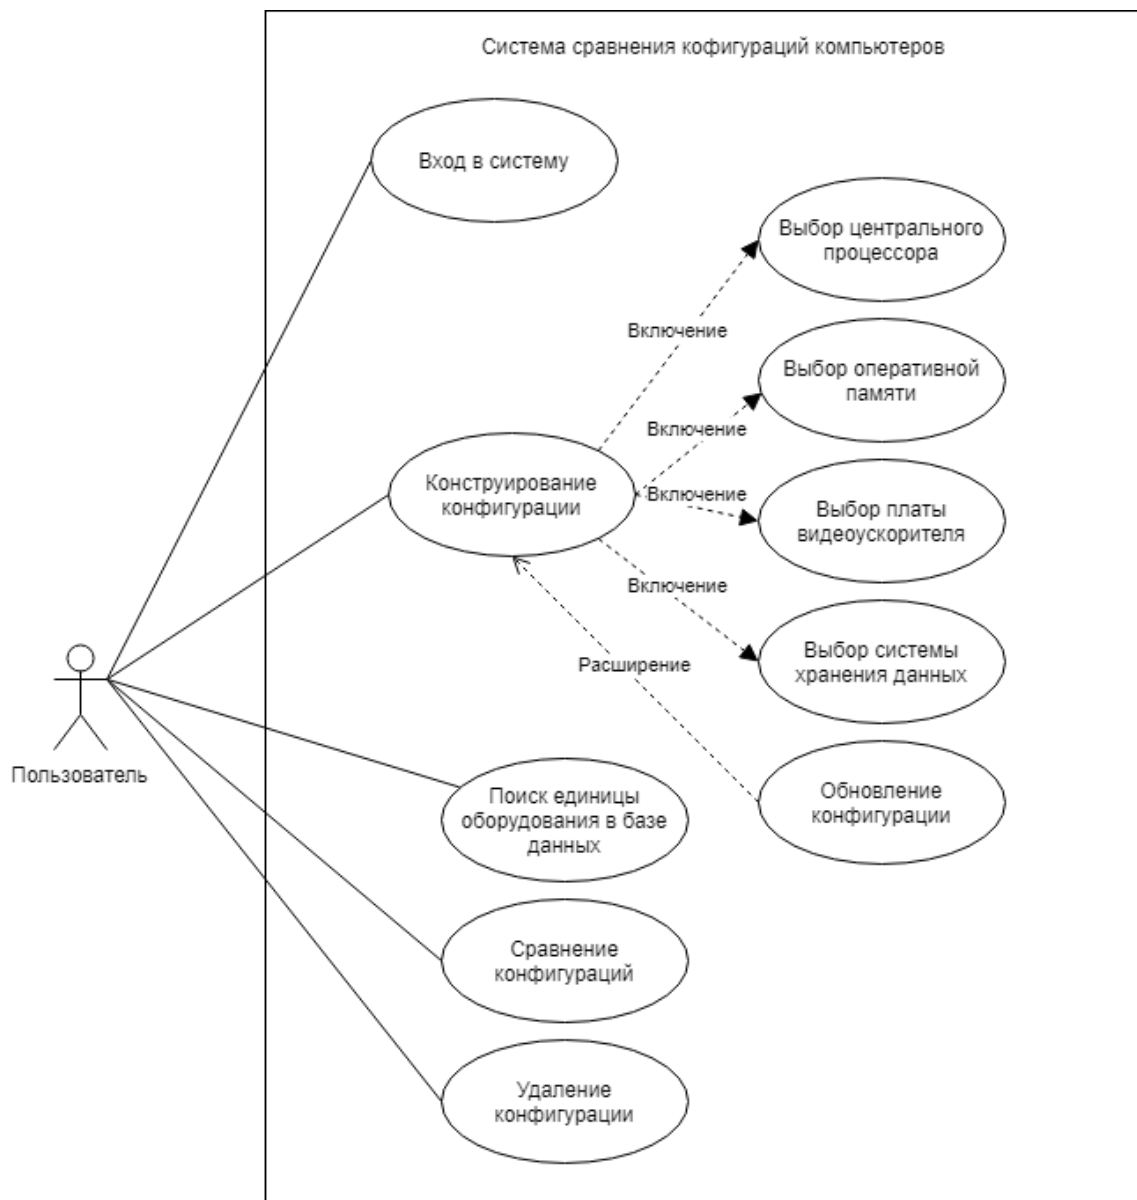 Система сравнения кофигураций компьютеров
Вход в систему
Выбор центрального
процессора
Включение
Выбор оперативной
памяти
Включение
Конструирование
конфигурации
Включение
Выбор платы
видеоускорителя
Включение
Выбор системы
хранения данных
Расширение
Пользователь
Поиск единицы
оборудования в базе
данных
Обновление
конфигурации
Сравнение
конфигураций
Удаление
конфигурации